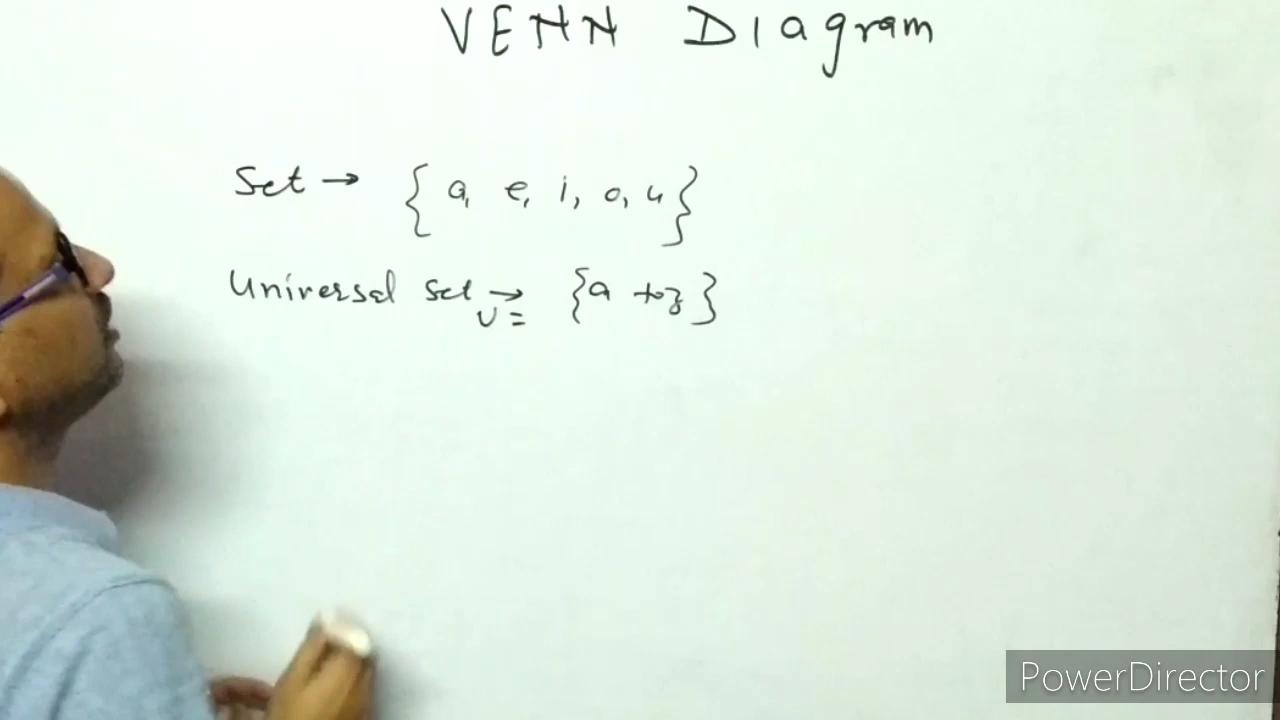 VENN Diagram
Set → { a, e, i, o, u }
Universal set → { a to z }
U =
PowerDirector